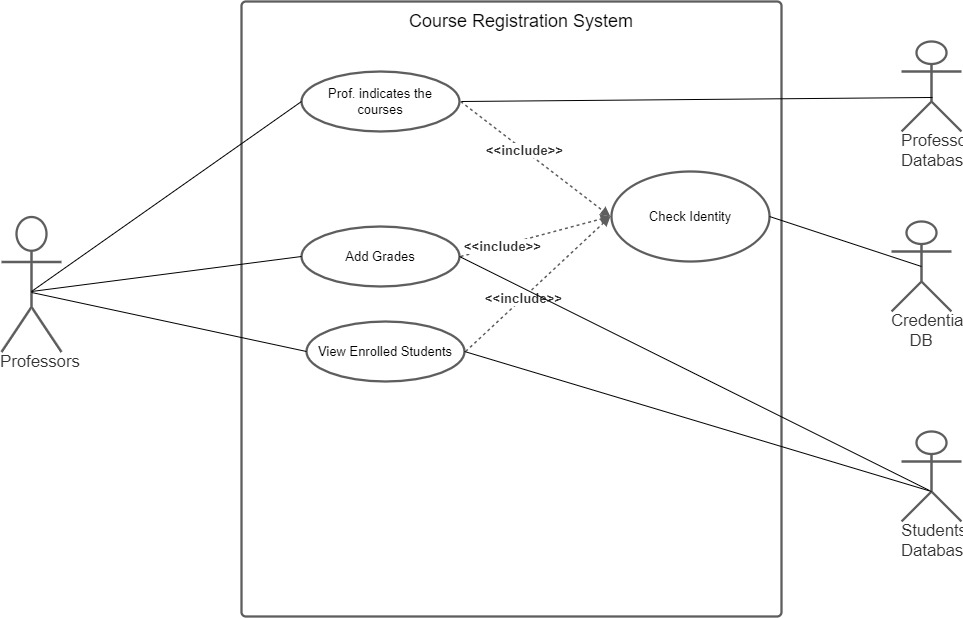 Course Registration System
Prof. indicates the
courses
<<include>>
Check Identity
Add Grades
<<include>>
<<include>>
View Enrolled Students
Professors
Professo
Databas
Credentia
DB
Students
Databas